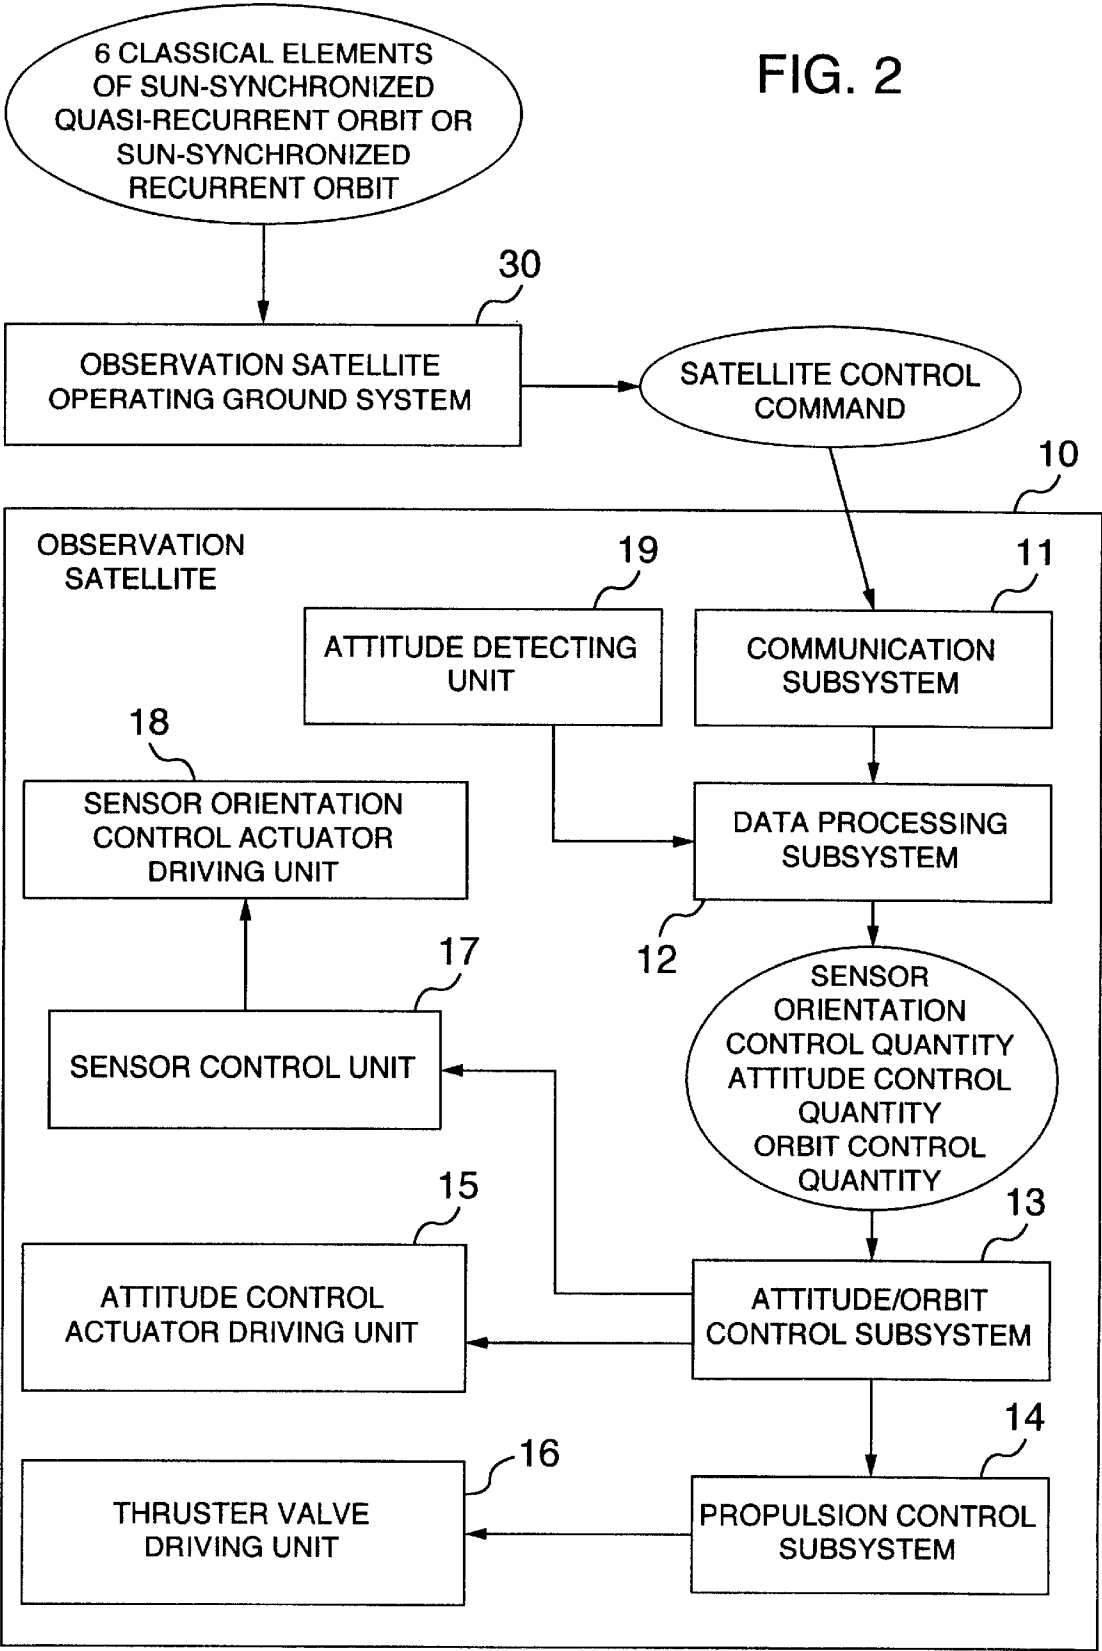 6 CLASSICAL ELEMENTS
OF SUN-SYNCHRONIZED
QUASI-RECURRENT ORBIT OR
SUN-SYNCHRONIZED
RECURRENT ORBIT
FIG. 2
30
OBSERVATION SATELLITE
OPERATING GROUND SYSTEM
SATELLITE CONTROL
COMMAND
10
OBSERVATION
SATELLITE
19
ATTITUDE DETECTING
UNIT
11
COMMUNICATION
SUBSYSTEM
18
SENSOR ORIENTATION
CONTROL ACTUATOR
DRIVING UNIT
DATA PROCESSING
SUBSYSTEM
12
17
SENSOR CONTROL UNIT
SENSOR
ORIENTATION
CONTROL QUANTITY
ATTITUDE CONTROL
QUANTITY
ORBIT CONTROL
QUANTITY
15
ATTITUDE CONTROL
ACTUATOR DRIVING UNIT
13
ATTITUDE/ORBIT
CONTROL SUBSYSTEM
16
THRUSTER VALVE
DRIVING UNIT
14
PROPULSION CONTROL
SUBSYSTEM